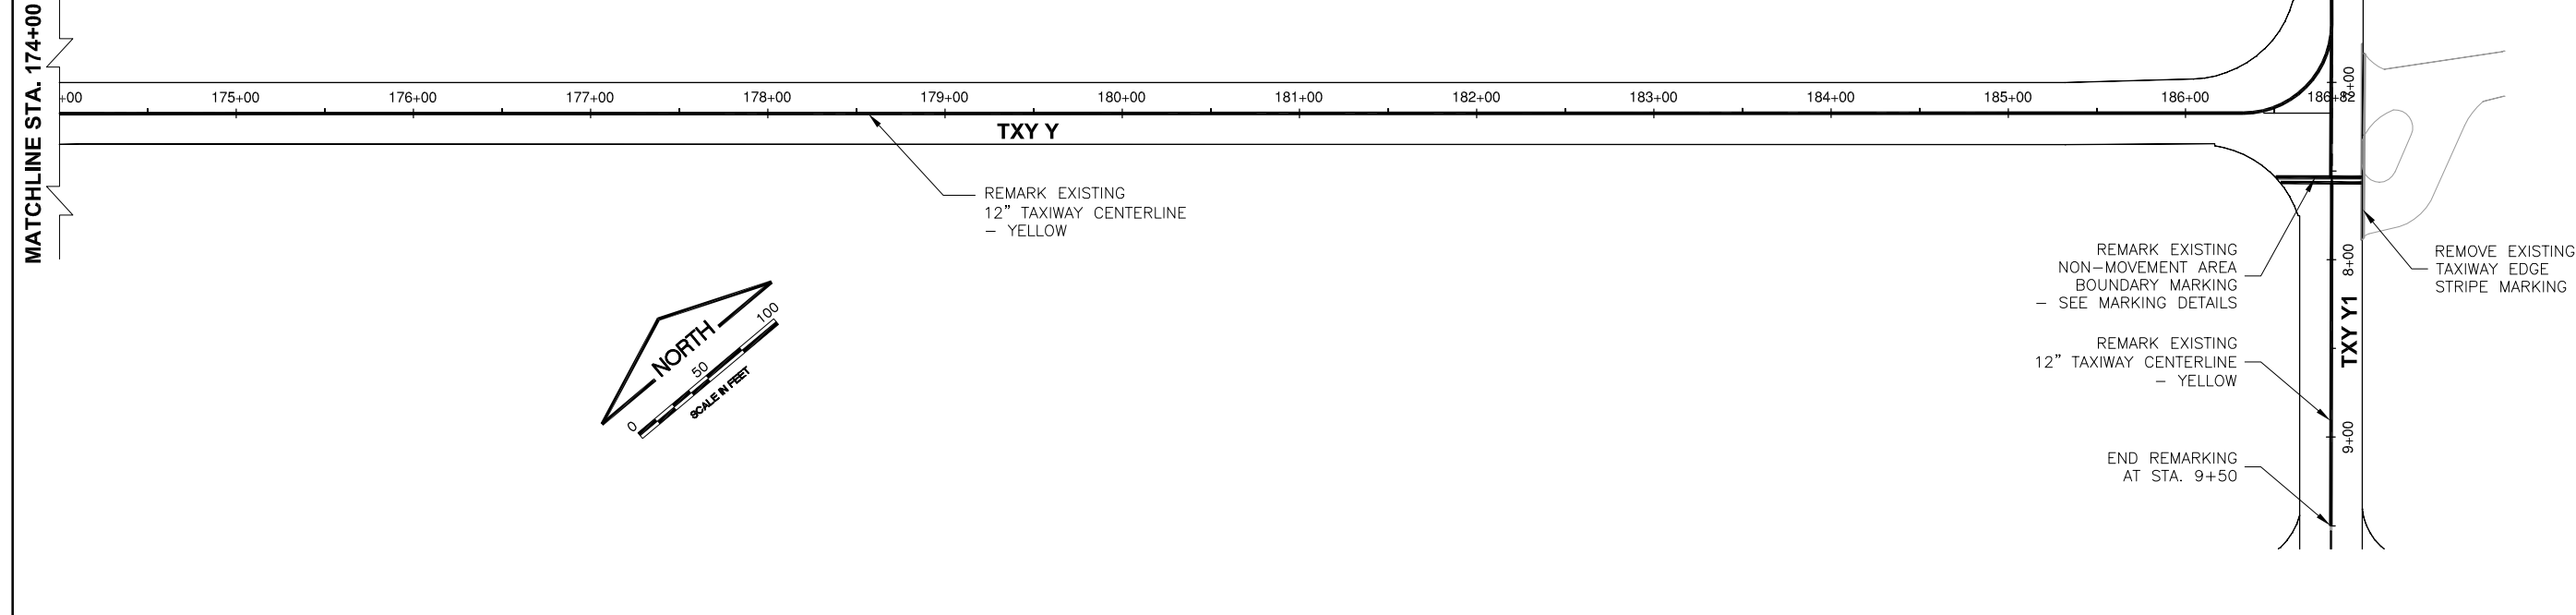 MATCHLINE STA. 174+00
+00
175+00
176+00
177+00
178+00
179+00
180+00
181+00
182+00
183+00
184+00
185+00
186+00
186+82
TXY Y
REMARK EXISTING
12" TAXIWAY CENTERLINE
– YELLOW
NORTH
0
50
100
SCALE IN FEET
REMARK EXISTING
NON–MOVEMENT AREA
BOUNDARY MARKING
– SEE MARKING DETAILS
REMARK EXISTING
12" TAXIWAY CENTERLINE
– YELLOW
END REMARKING
AT STA. 9+50
8+00
TXY Y1
9+00
REMOVE EXISTING
TAXIWAY EDGE
STRIPE MARKING